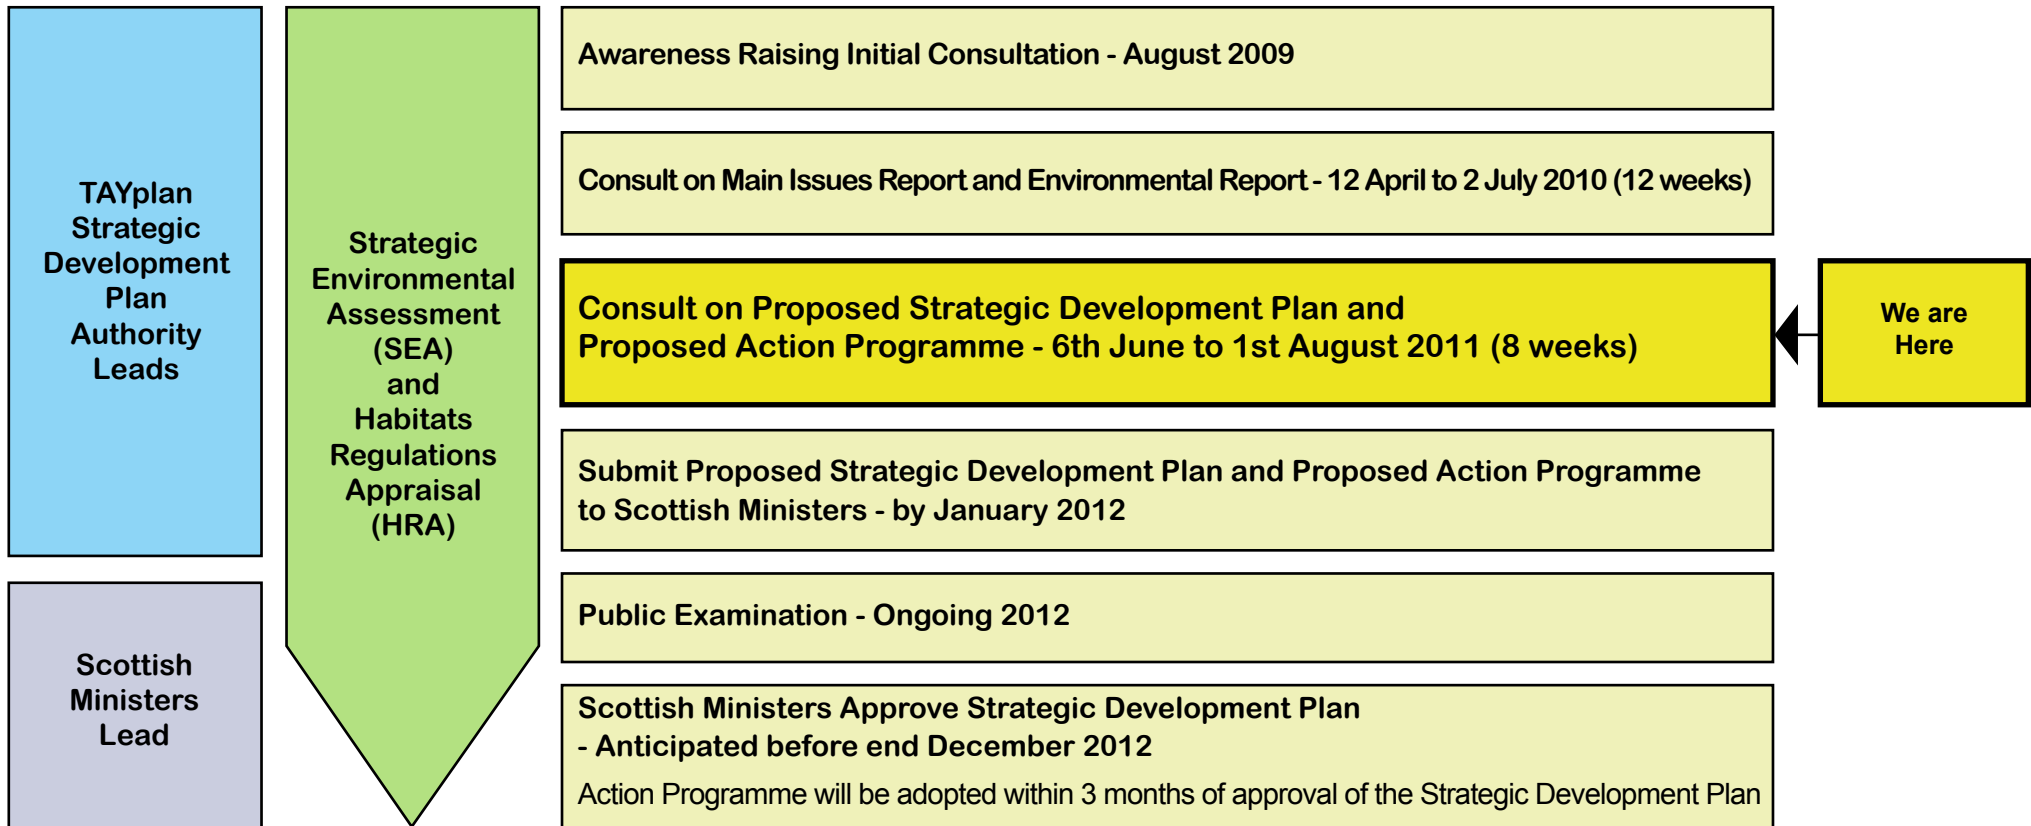 TAYplan
Strategic
Development
Plan
Authority
Leads
Scottish
Ministers
Lead
Strategic
Environmental
Assessment
(SEA)
and
Habitats
Regulations
Appraisal
(HRA)
Awareness Raising Initial Consultation - August 2009
Consult on Main Issues Report and Environmental Report - 12 April to 2 July 2010 (12 weeks)
Consult on Proposed Strategic Development Plan and
Proposed Action Programme - 6th June to 1st August 2011 (8 weeks)
We are
Here
Submit Proposed Strategic Development Plan and Proposed Action Programme
to Scottish Ministers - by January 2012
Public Examination - Ongoing 2012
Scottish Ministers Approve Strategic Development Plan
- Anticipated before end December 2012
Action Programme will be adopted within 3 months of approval of the Strategic Development Plan